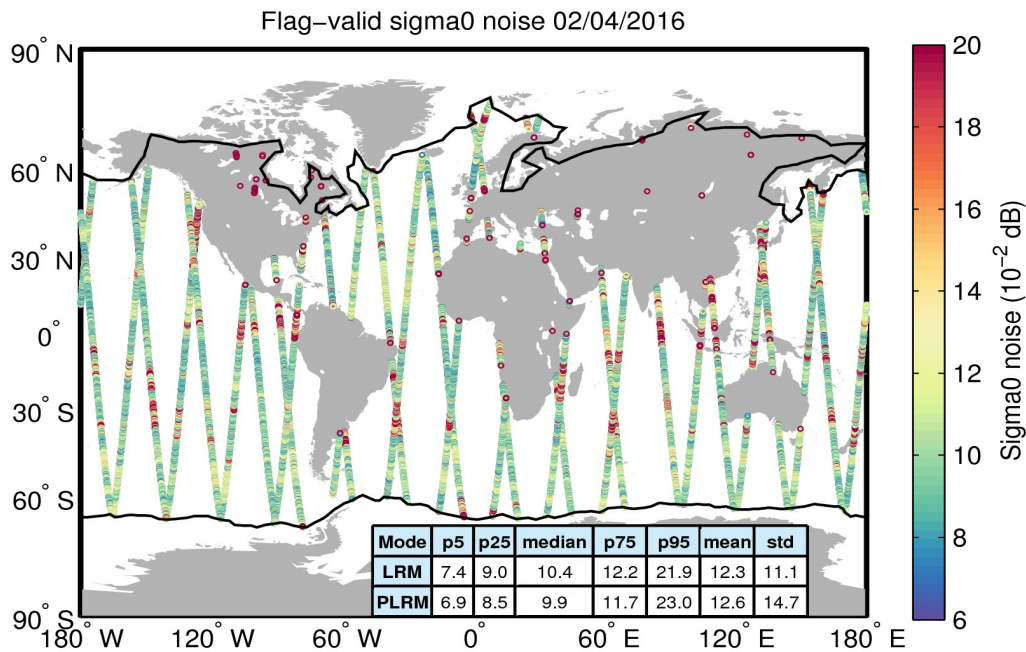 Flag−valid sigma0 noise 02/04/2016
90° N
60° N
30° N
0°
30° S
60° S
90° S
180° W
120° W
60° W
0°
60° E
120° E
180° E
Mode p5 p25 median p75 p95 mean std
LRM 7.4 9.0 10.4 12.2 21.9 12.3 11.1
PLRM 6.9 8.5 9.9 11.7 23.0 12.6 14.7
20
18
16
14
12
10
8
6
Sigma0 noise (10⁻² dB)